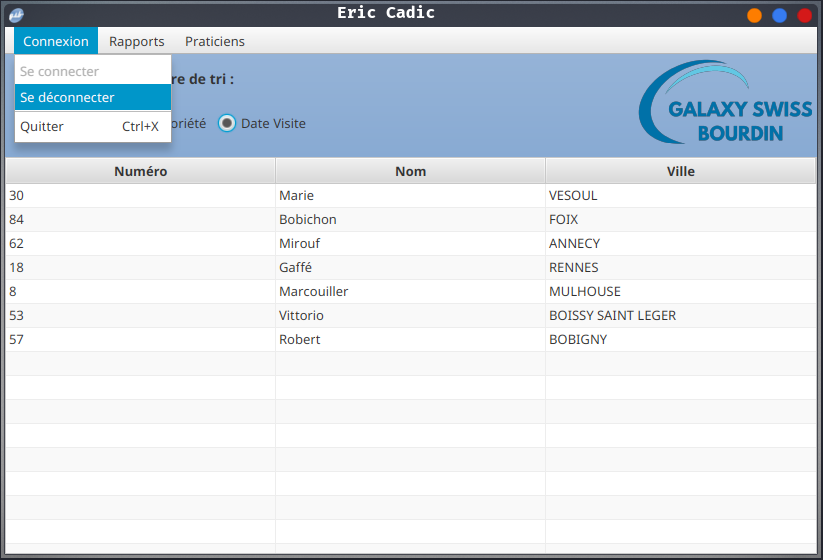 Eric Cadic
Connexion Rapports Praticiens
Se connecter
Se déconnecter
Quitter Ctrl+X
de tri :
Date Visite
GALAXY SWISS
BOURDIN
Numéro Nom Ville
30 Marie VESOUL
84 Bobichon FOIX
62 Mirouf ANNECY
18 Gaffé RENNES
8 Marcouiller MULHOUSE
53 Vittorio BOISSY SAINT LEGER
57 Robert BOBIGNY